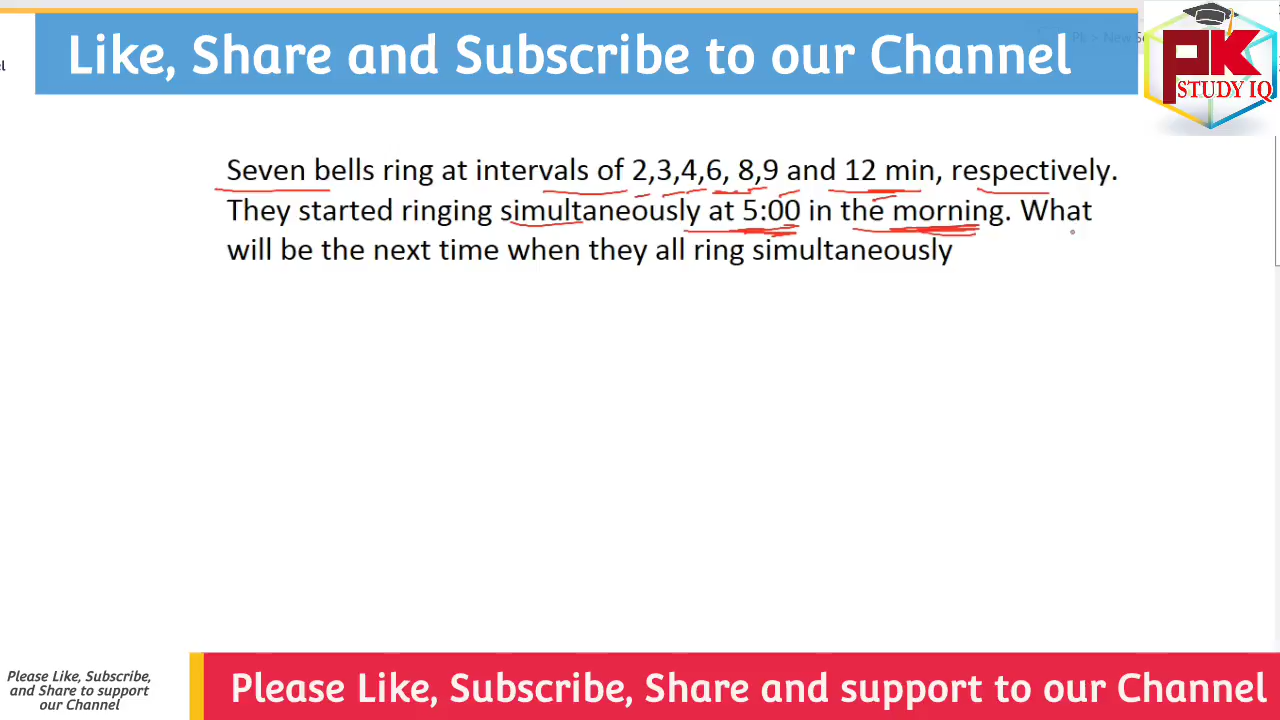 Like, Share and Subscribe to our Channel
PK
STUDY IQ
Seven bells ring at intervals of 2,3,4,6, 8,9 and 12 min, respectively.
They started ringing simultaneously at 5:00 in the morning. What
will be the next time when they all ring simultaneously
Please Like, Subscribe,
and Share to support
our Channel
Please Like, Subscribe, Share and support to our Channel